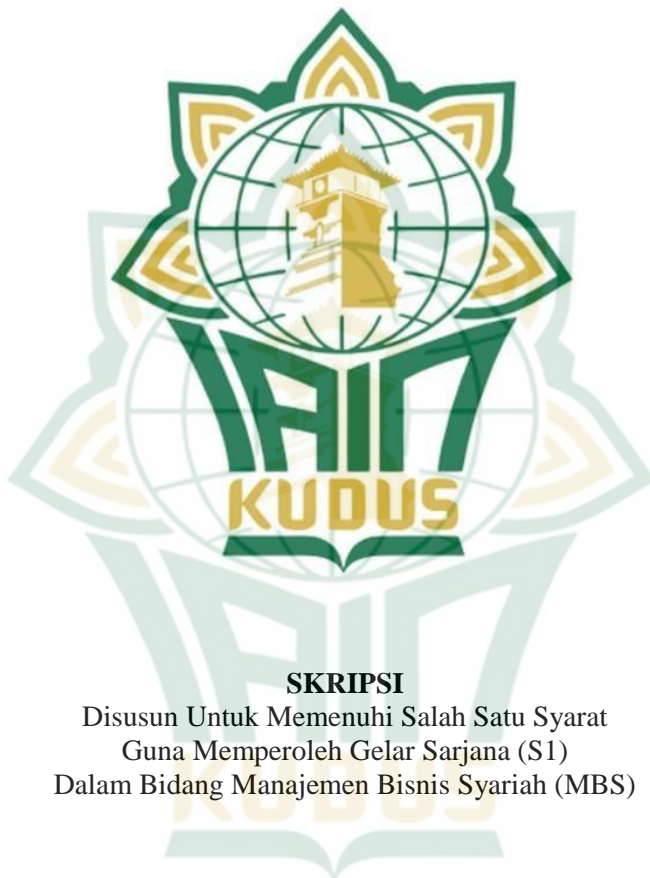 IAIN
KUDUS
SKRIPSI
Disusun Untuk Memenuhi Salah Satu Syarat
Guna Memperoleh Gelar Sarjana (S1)
Dalam Bidang Manajemen Bisnis Syariah (MBS)